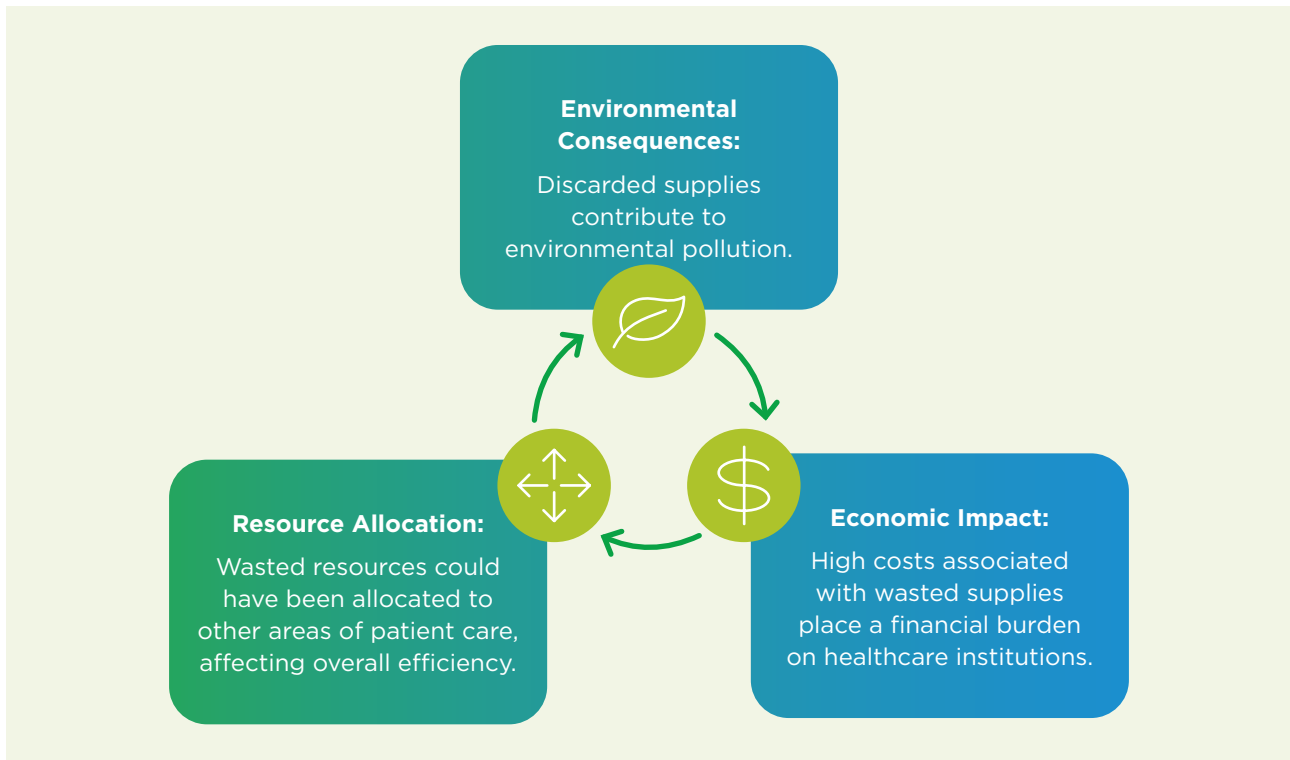 Environmental
Consequences:
Discarded supplies
contribute to
environmental pollution.
Resource Allocation:
Wasted resources could
have been allocated to
other areas of patient care,
affecting overall efficiency.
Economic Impact:
High costs associated
with wasted supplies
place a financial burden
on healthcare institutions.